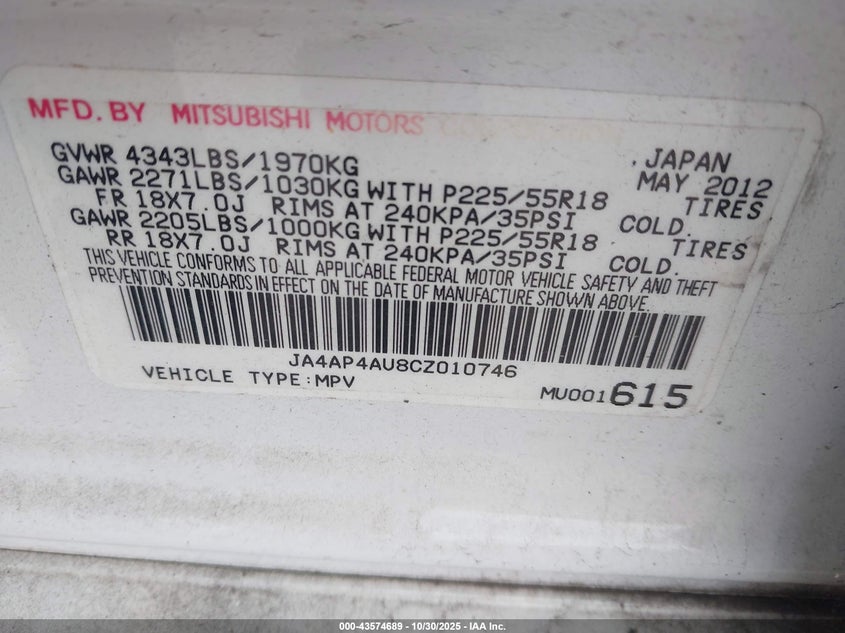 MFD. BY MITSUBISHI MOTORS CORPORATION
GVWR 4343LBS/1970KG . JAPAN
GAWR 2271LBS/1030KG WITH P225/55R18 MAY 2012
FR 18X7.0J RIMS AT 240KPA/35PSI COLD. TIRES
GAWR 2205LBS/1000KG WITH P225/55R18 TIRES
RR 18X7.0J RIMS AT 240KPA/35PSI COLD.
THIS VEHICLE CONFORMS TO ALL APPLICABLE FEDERAL MOTOR VEHICLE SAFETY AND THEFT
PREVENTION STANDARDS IN EFFECT ON THE DATE OF MANUFACTURE SHOWN ABOVE.
JA4AP4AU8CZ010746
VEHICLE TYPE:MPV MU001615
000-43574689 - 10/30/2025 - IAA Inc.